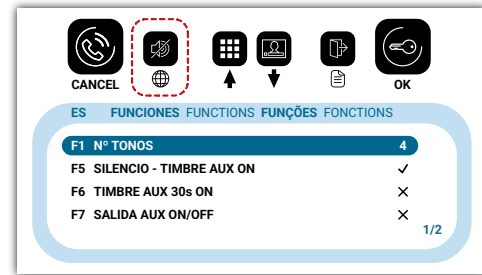 CANCEL OK
ES FUNCIONES FUNCTIONS FUNÇÕES FONCTIONS
F1 Nº TONOS 4
F5 SILENCIO - TIMBRE AUX ON
F6 TIMBRE AUX 30s ON
F7 SALIDA AUX ON/OFF
1/2